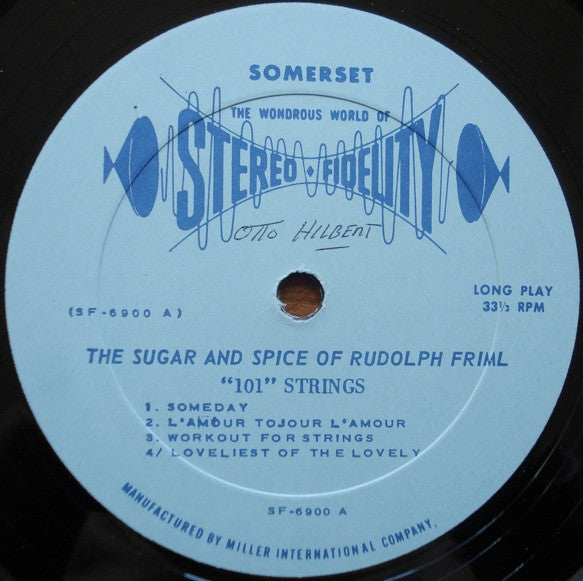 SOMERSET
THE WONDROUS WORLD OF
STEREO • FIDELITY
OTTO HILBERT
(SF-6900 A)
LONG PLAY
33⅓ RPM
THE SUGAR AND SPICE OF RUDOLPH FRIML
"101" STRINGS
1. SOMEDAY
2. L'AMOUR TOJOUR L'AMOUR
3. WORKOUT FOR STRINGS
4/ LOVELIEST OF THE LOVELY
SF-6900 A
MANUFACTURED BY MILLER INTERNATIONAL COMPANY.